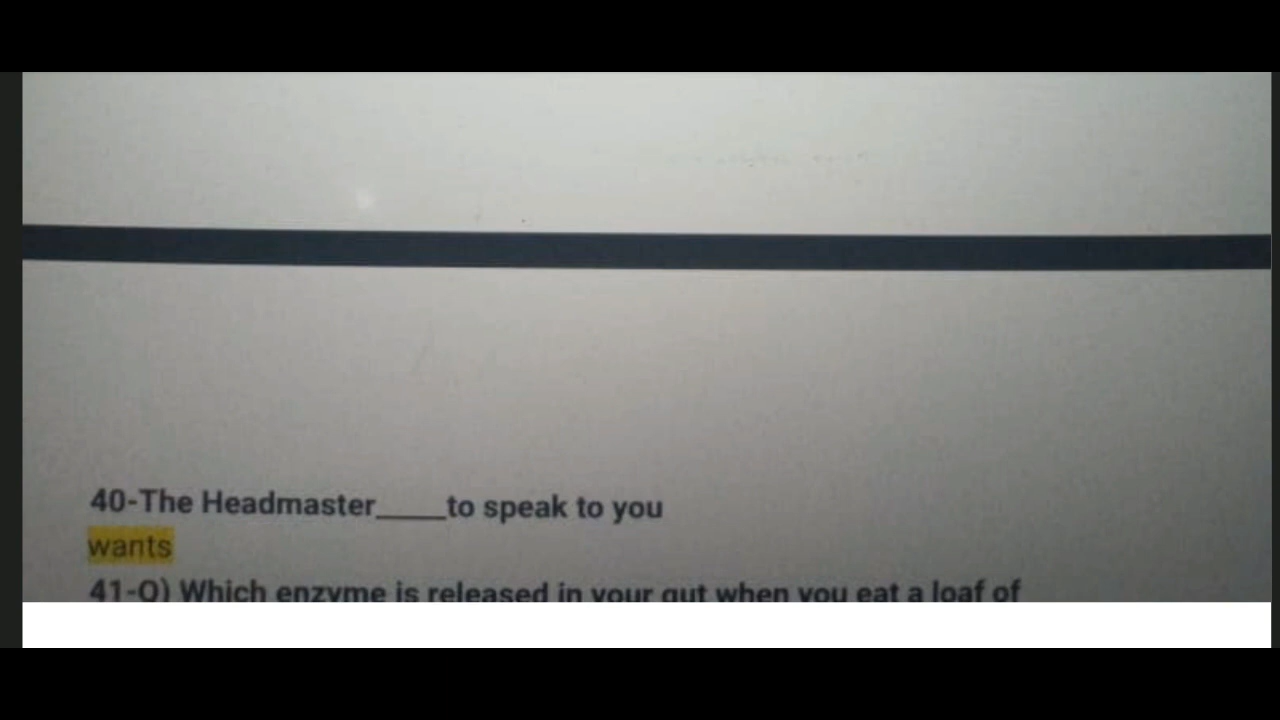 40-The Headmaster_____to speak to you
wants
41-Q) Which enzyme is released in your gut when you eat a loaf of